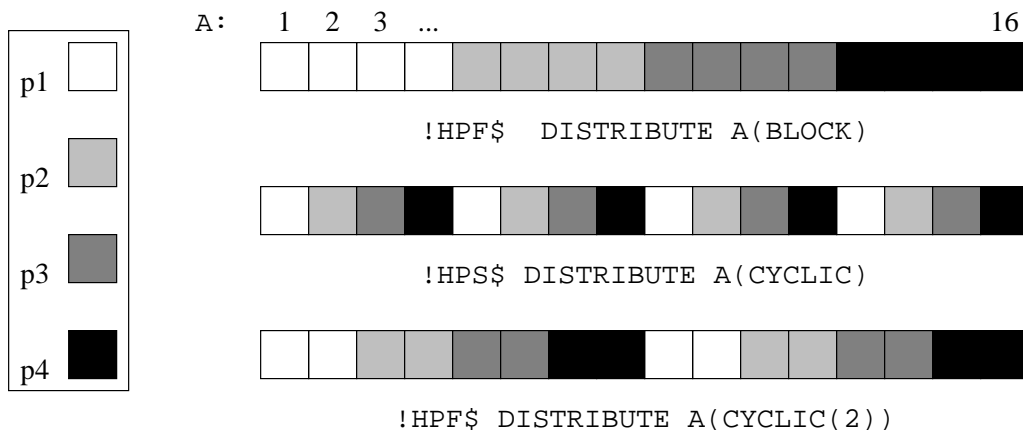 A: 1 2 3 ... 16
p1
!HPF$ DISTRIBUTE A(BLOCK)
p2
!HPS$ DISTRIBUTE A(CYCLIC)
p3
p4
!HPF$ DISTRIBUTE A(CYCLIC(2))